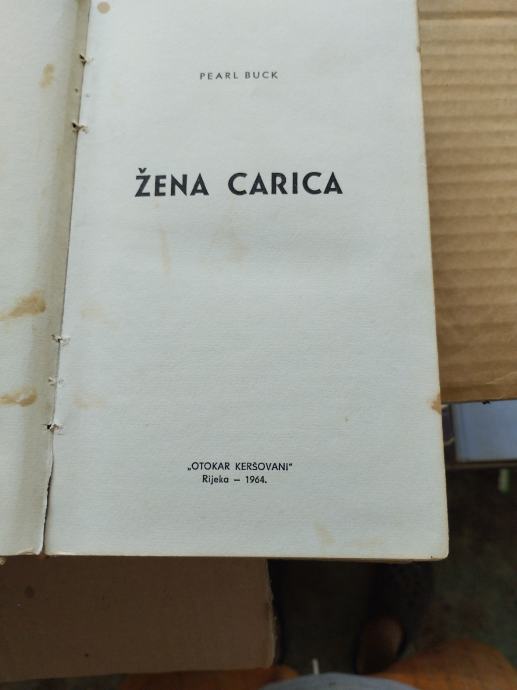 PEARL BUCK
ŽENA CARICA
„OTOKAR KERŠOVANI"
Rijeka — 1964.